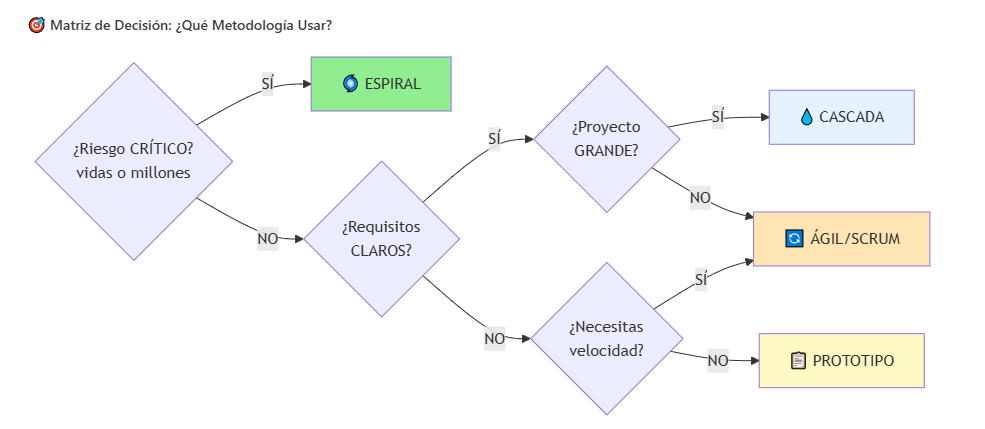 🎯 Matriz de Decisión: ¿Qué Metodología Usar?
¿Riesgo CRÍTICO?
vidas o millones
SÍ
🌀 ESPIRAL
NO
¿Requisitos
CLAROS?
SÍ
¿Proyecto
GRANDE?
SÍ
💧 CASCADA
NO
🔄 ÁGIL/SCRUM
NO
¿Necesitas
velocidad?
SÍ
NO
📋 PROTOTIPO